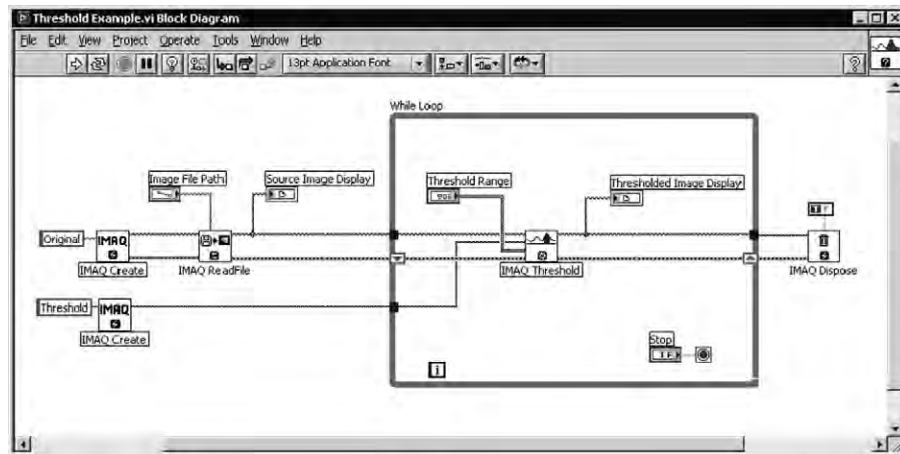 Threshold Example.vi Block Diagram
File Edit View Project Operate Tools Window Help
13pt Application Font
While Loop
Image File Path
Source Image Display
Threshold Range
Thresholded Image Display
Original
IMAQ
IMAQ Create
IMAQ ReadFile
IMAQ Threshold
IMAQ Dispose
Threshold
IMAQ
IMAQ Create
Stop
i